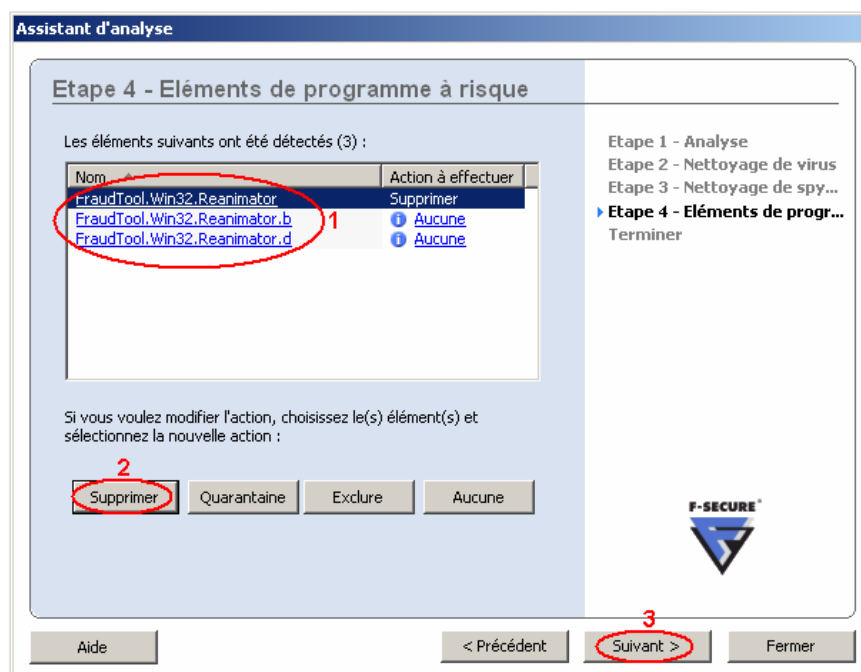 Assistant d'analyse
Etape 4 - Eléments de programme à risque
Les éléments suivants ont été détectés (3) :
Nom Action à effectuer
FraudTool.Win32.Reanimator Supprimer
FraudTool.Win32.Reanimator.b Aucune
FraudTool.Win32.Reanimator.d Aucune
1
Si vous voulez modifier l'action, choisissez le(s) élément(s) et
sélectionnez la nouvelle action :
2
Supprimer Quarantaine Exclure Aucune
Etape 1 - Analyse
Etape 2 - Nettoyage de virus
Etape 3 - Nettoyage de spy...
Etape 4 - Eléments de progr...
Terminer
F-SECURE
3
Aide < Précédent Suivant > Fermer